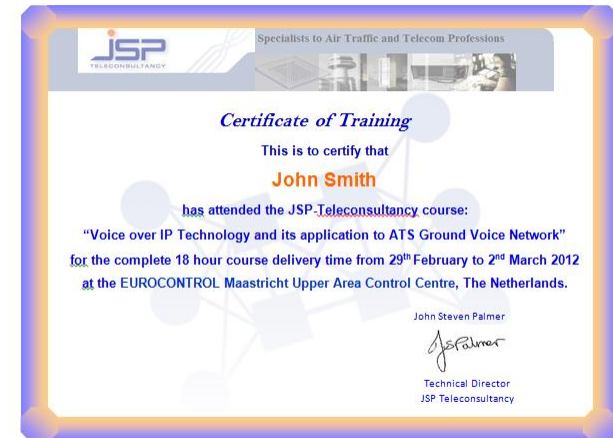 JSP
TELECONSULTANCY
Specialists to Air Traffic and Telecom Professions
Certificate of Training
This is to certify that
John Smith
has attended the JSP-Teleconsultancy course:
“Voice over IP Technology and its application to ATS Ground Voice Network”
for the complete 18 hour course delivery time from 29th February to 2nd March 2012
at the EUROCONTROL Maastricht Upper Area Control Centre, The Netherlands.
John Steven Palmer
JSPalmer
Technical Director
JSP Teleconsultancy